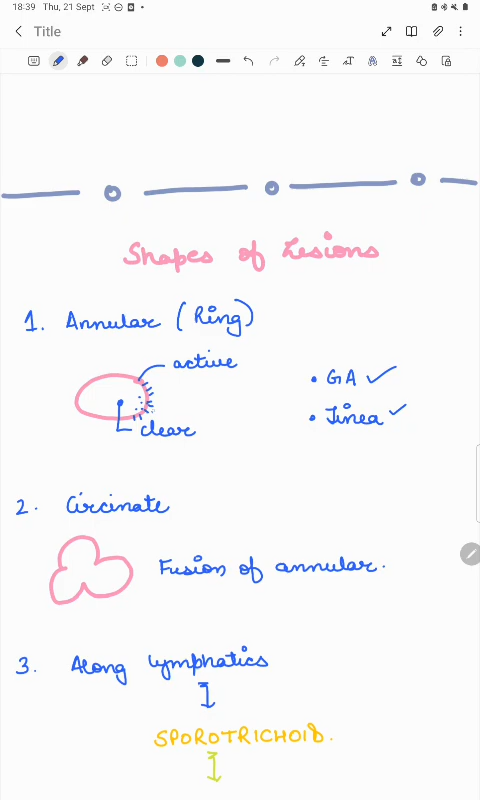 18:39 Thu, 21 Sept
Title
Shapes of Lesions
1. Annular (Ring)
active
• GA ✓
• Tinea ✓
clear
2. Circinate
Fusion of annular.
3. Along lymphatics
SPOROTRICHOID.